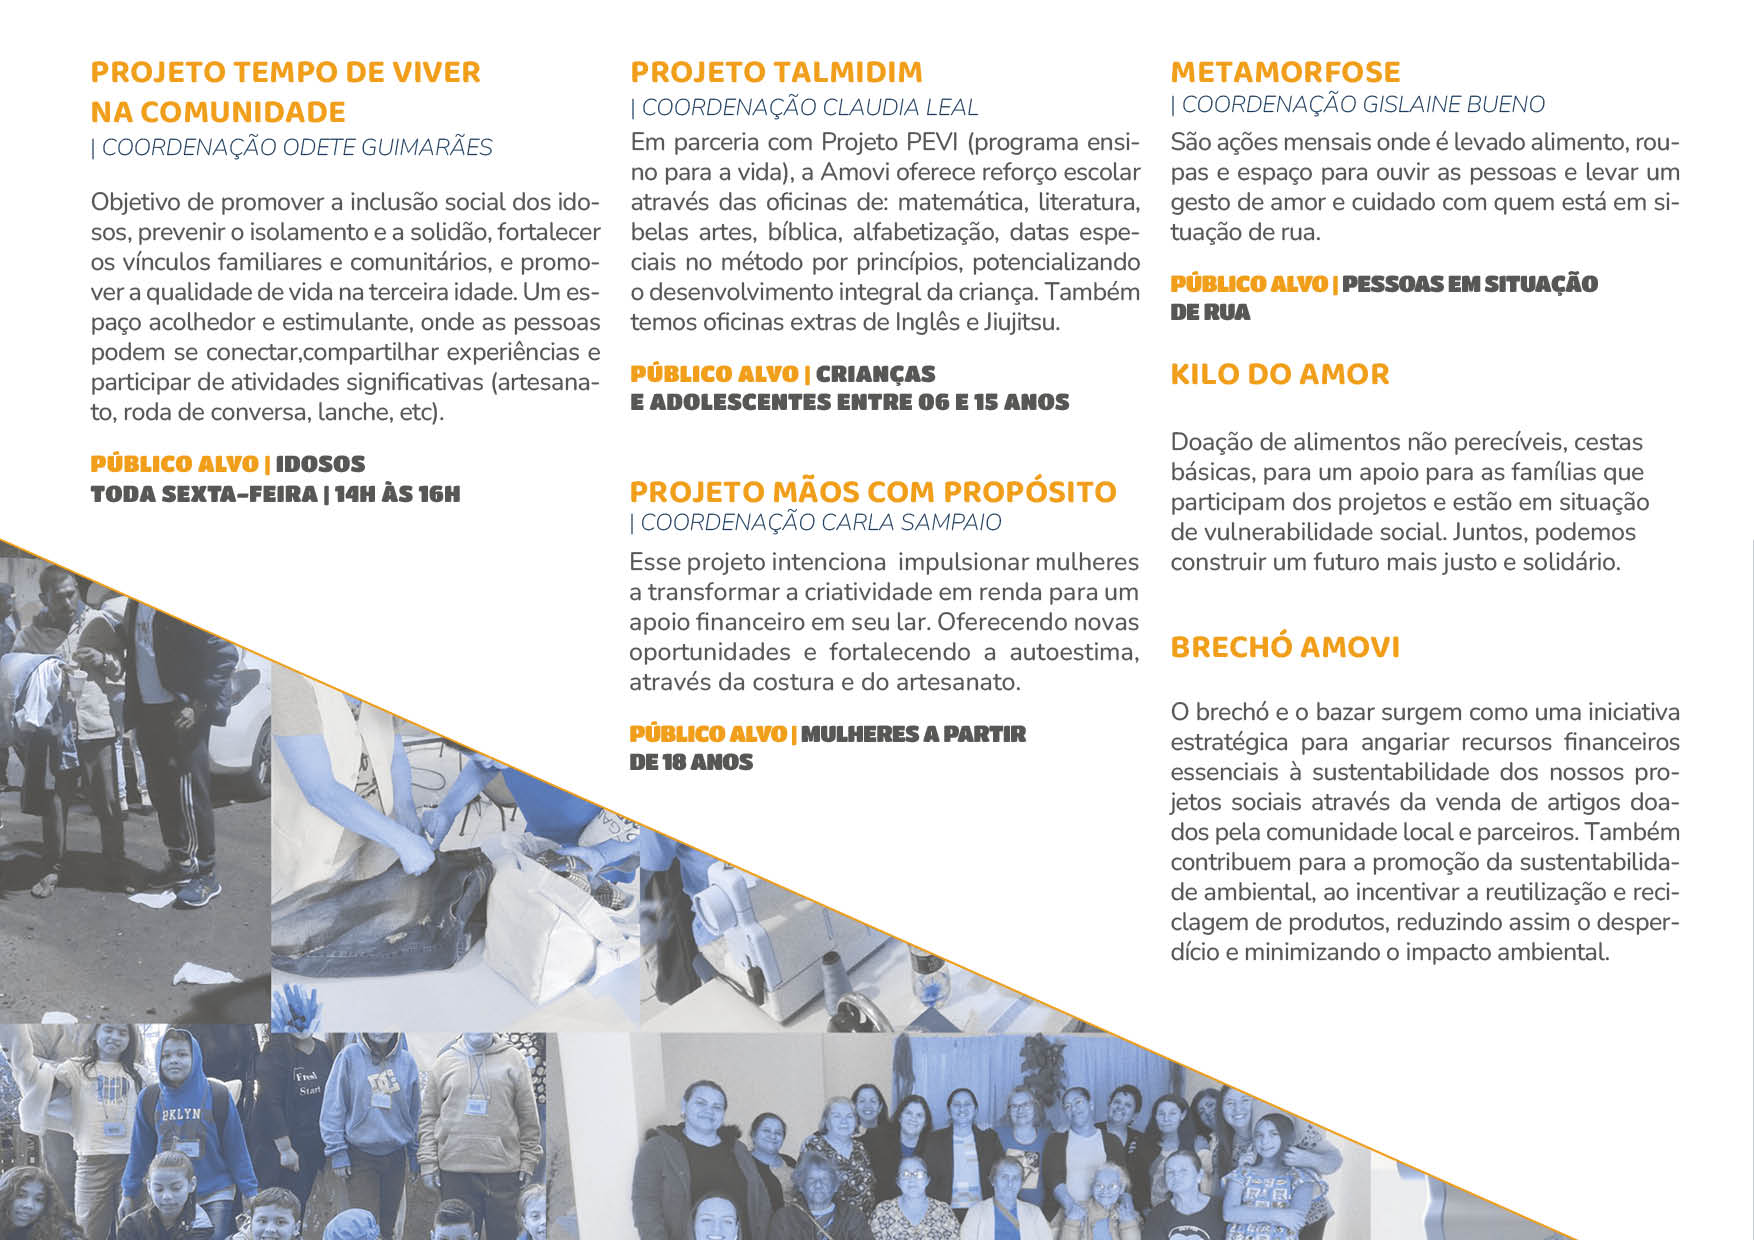 PROJETO TEMPO DE VIVER
NA COMUNIDADE
| COORDENAÇÃO ODETE GUIMARÃES
Objetivo de promover a inclusão social dos ido-
sos, prevenir o isolamento e a solidão, fortalecer
os vínculos familiares e comunitários, e promo-
ver a qualidade de vida na terceira idade. Um es-
paço acolhedor e estimulante, onde as pessoas
podem se conectar,compartilhar experiências e
participar de atividades significativas (artesana-
to, roda de conversa, lanche, etc).
PÚBLICO ALVO | IDOSOS
TODA SEXTA-FEIRA | 14H ÀS 16H
PROJETO TALMIDIM
| COORDENAÇÃO CLAUDIA LEAL
Em parceria com Projeto PEVI (programa ensi-
no para a vida), a Amovi oferece reforço escolar
através das oficinas de: matemática, literatura,
belas artes, bíblica, alfabetização, datas espe-
ciais no método por princípios, potencializando
o desenvolvimento integral da criança. Também
temos oficinas extras de Inglês e Jiujitsu.
PÚBLICO ALVO | CRIANÇAS
E ADOLESCENTES ENTRE 06 E 15 ANOS
PROJETO MÃOS COM PROPÓSITO
| COORDENAÇÃO CARLA SAMPAIO
Esse projeto intenciona impulsionar mulheres
a transformar a criatividade em renda para um
apoio financeiro em seu lar. Oferecendo novas
oportunidades e fortalecendo a autoestima,
através da costura e do artesanato.
PÚBLICO ALVO | MULHERES A PARTIR
DE 18 ANOS
METAMORFOSE
| COORDENAÇÃO GISLAINE BUENO
São ações mensais onde é levado alimento, rou-
pas e espaço para ouvir as pessoas e levar um
gesto de amor e cuidado com quem está em si-
tuação de rua.
PÚBLICO ALVO | PESSOAS EM SITUAÇÃO
DE RUA
KILO DO AMOR
Doação de alimentos não perecíveis, cestas
básicas, para um apoio para as famílias que
participam dos projetos e estão em situação
de vulnerabilidade social. Juntos, podemos
construir um futuro mais justo e solidário.
BRECHÓ AMOVI
O brechó e o bazar surgem como uma iniciativa
estratégica para angariar recursos financeiros
essenciais à sustentabilidade dos nossos pro-
jetos sociais através da venda de artigos doa-
dos pela comunidade local e parceiros. Também
contribuem para a promoção da sustentabilida-
de ambiental, ao incentivar a reutilização e reci-
clagem de produtos, reduzindo assim o desper-
dício e minimizando o impacto ambiental.
Fresh
Start